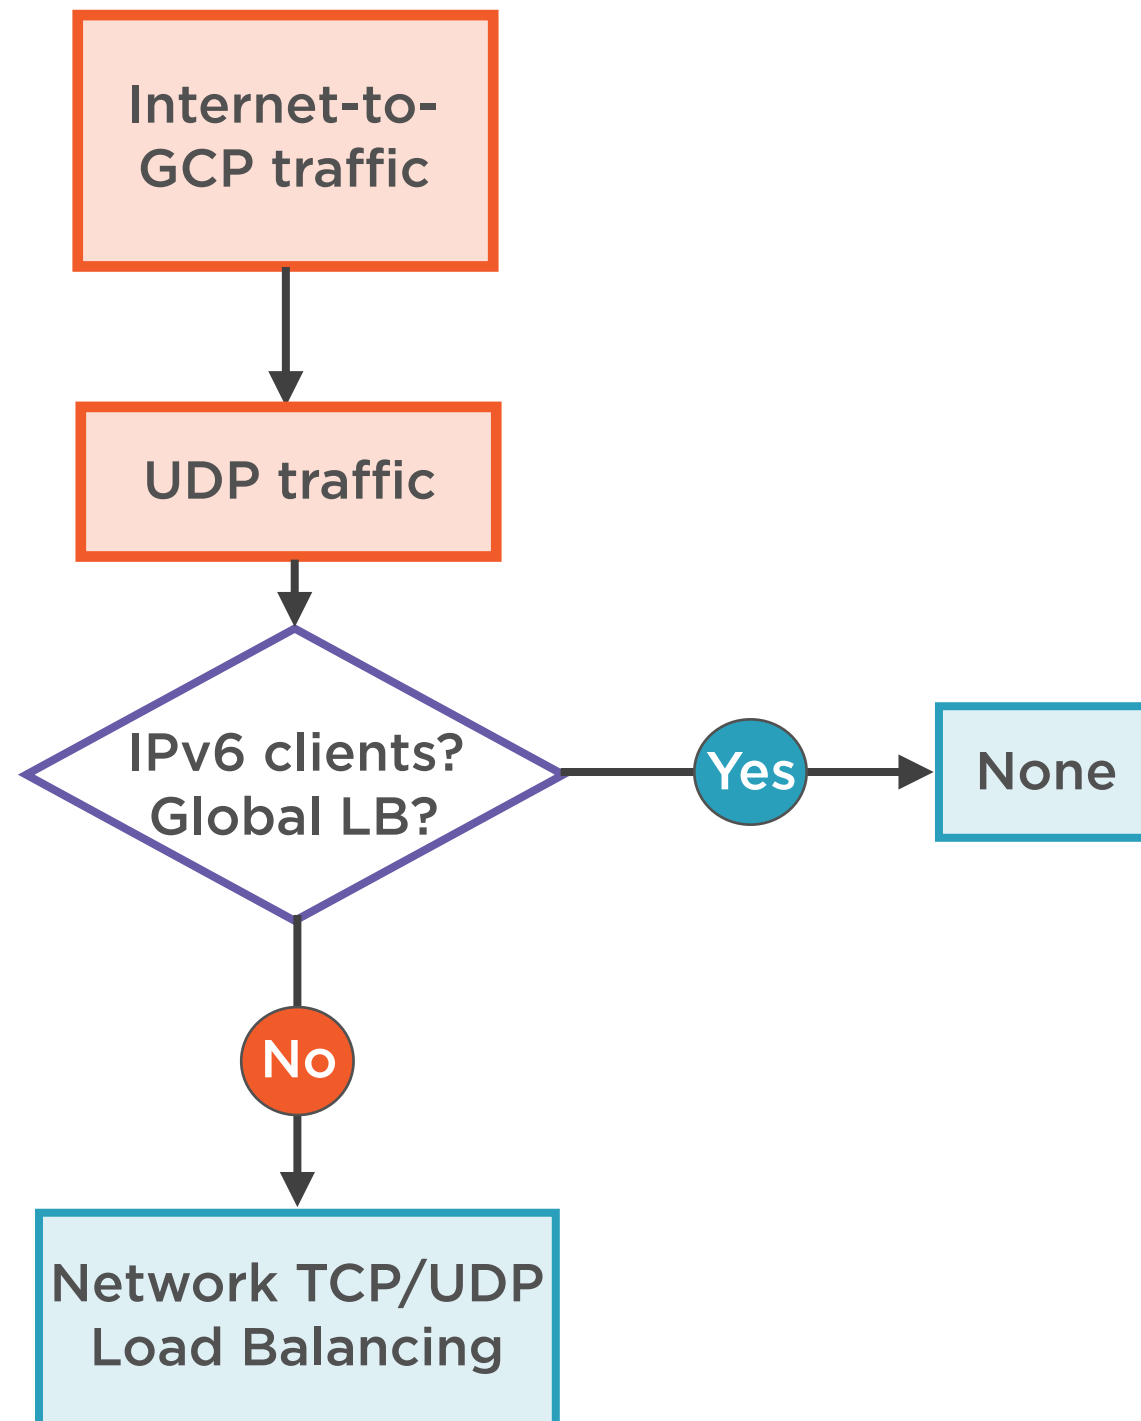 Internet-to-
GCP traffic
UDP traffic
IPv6 clients?
Global LB?
Yes
None
No
Network TCP/UDP
Load Balancing